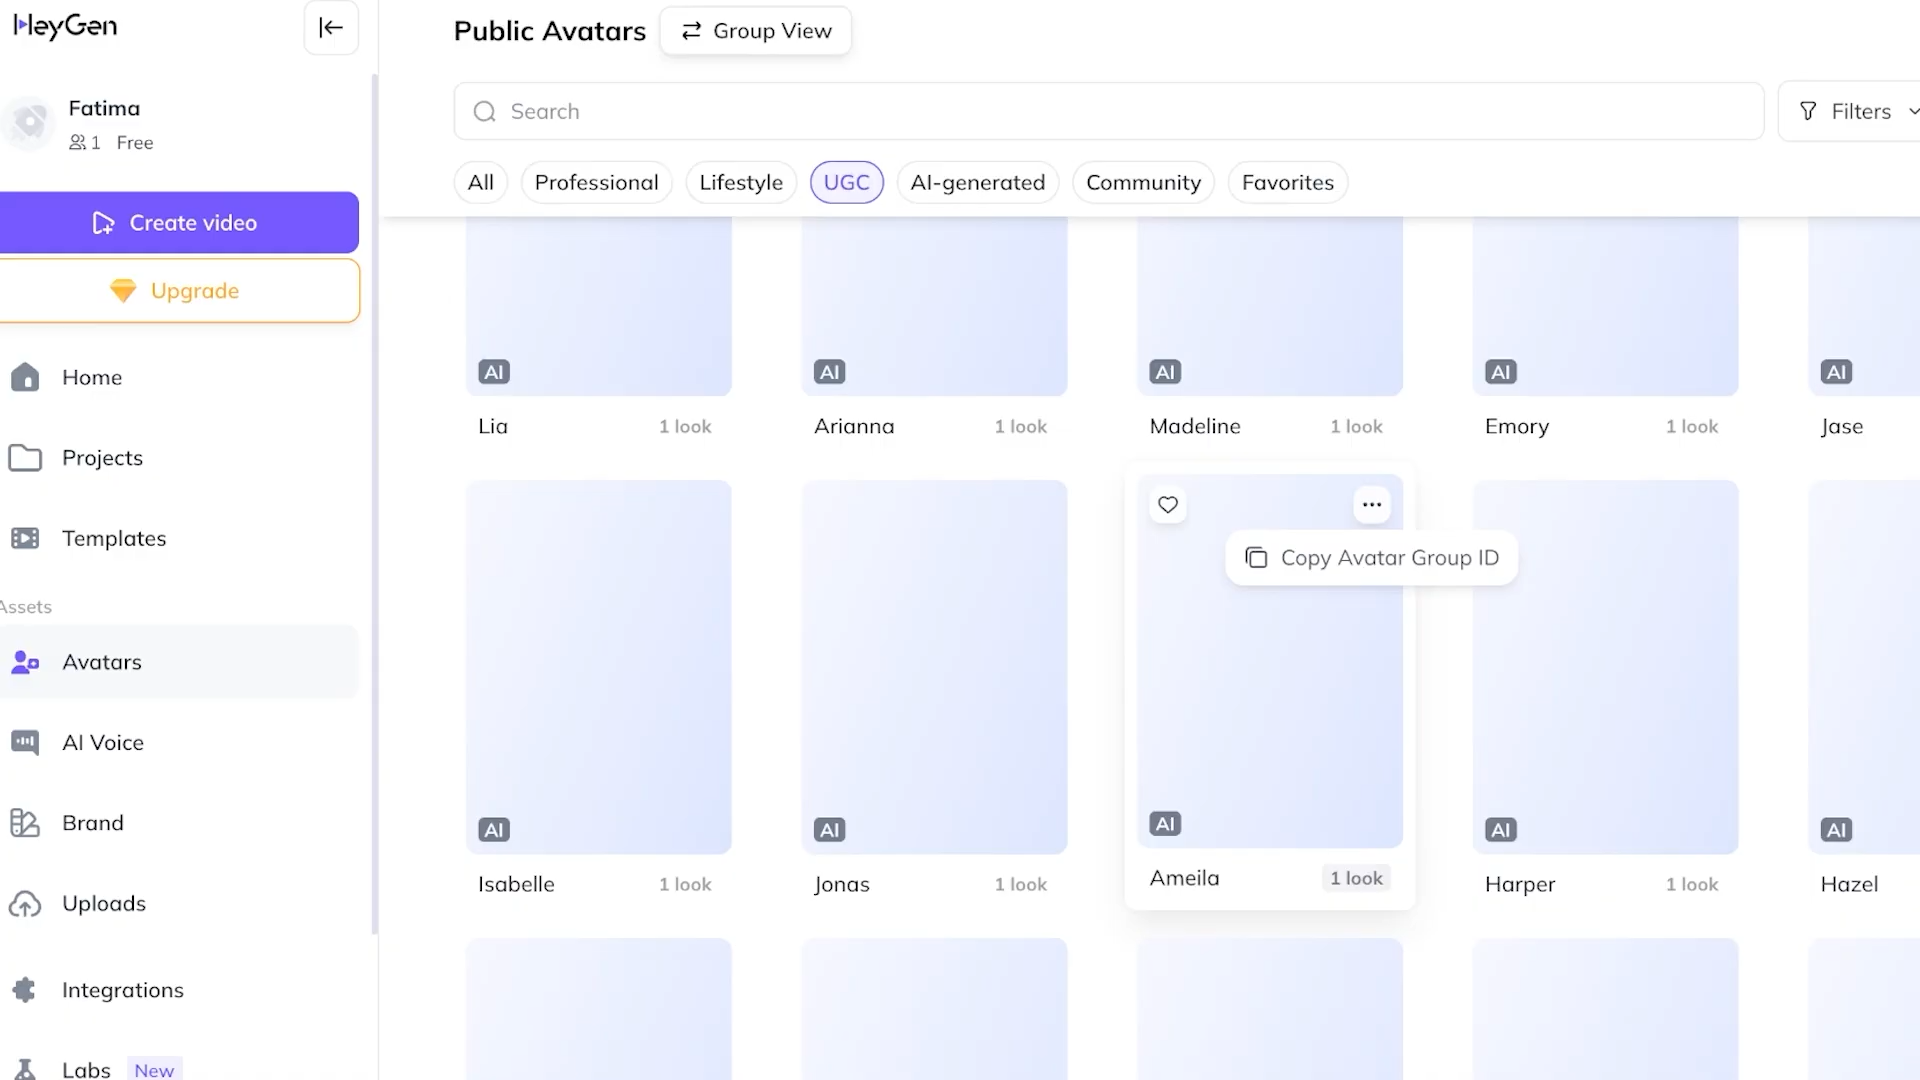 HeyGen
Fatima
1 Free
Create video
Upgrade
Home
Projects
Templates
Assets
Avatars
AI Voice
Brand
Uploads
Integrations
Labs New
Public Avatars
Group View
Search
Filters
All Professional Lifestyle UGC AI-generated Community Favorites
AI AI AI AI AI
Lia 1 look Arianna 1 look Madeline 1 look Emory 1 look Jase
Copy Avatar Group ID
AI AI AI AI AI
Isabelle 1 look Jonas 1 look Ameila 1 look Harper 1 look Hazel